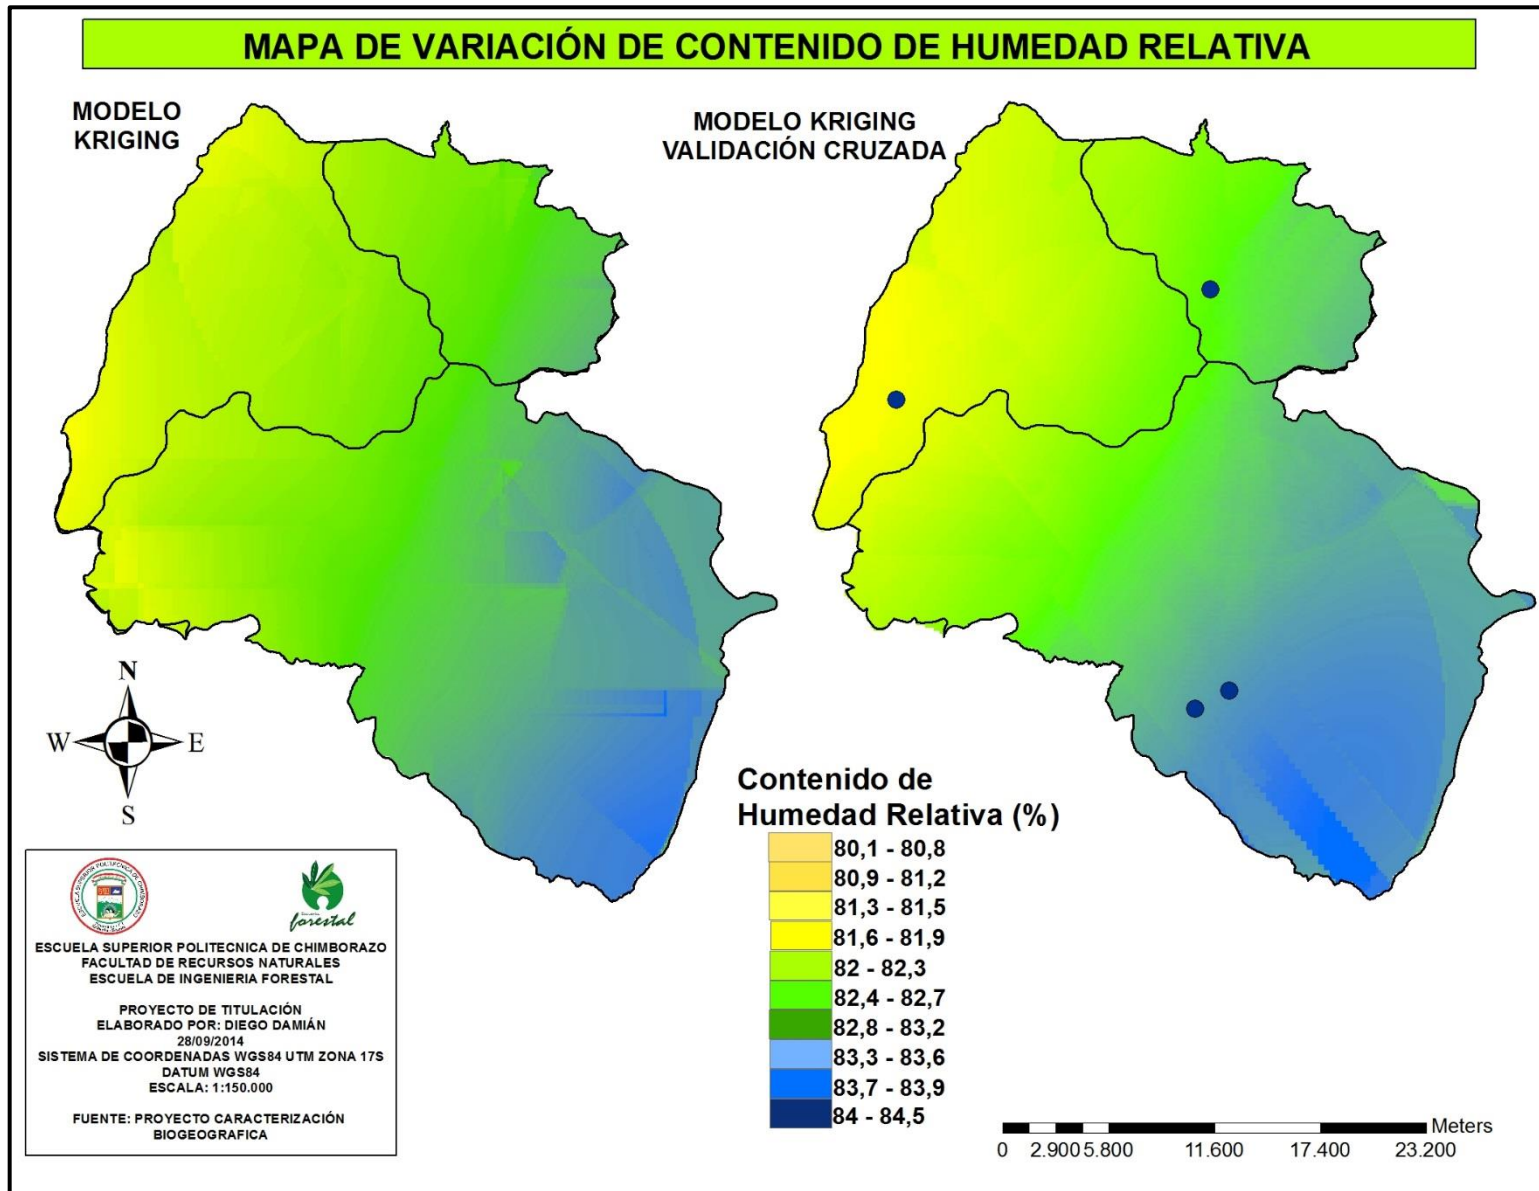 MAPA DE VARIACIÓN DE CONTENIDO DE HUMEDAD RELATIVA
MODELO
KRIGING
MODELO KRIGING
VALIDACIÓN CRUZADA
N
W
E
S
Contenido de
Humedad Relativa (%)
80,1 - 80,8
80,9 - 81,2
81,3 - 81,5
81,6 - 81,9
82 - 82,3
82,4 - 82,7
82,8 - 83,2
83,3 - 83,6
83,7 - 83,9
84 - 84,5
ESCUELA SUPERIOR POLITECNICA DE CHIMBORAZO
forestal
ESCUELA SUPERIOR POLITECNICA DE CHIMBORAZO
FACULTAD DE RECURSOS NATURALES
ESCUELA DE INGENIERIA FORESTAL
PROYECTO DE TITULACIÓN
ELABORADO POR: DIEGO DAMIÁN
28/09/2014
SISTEMA DE COORDENADAS WGS84 UTM ZONA 17S
DATUM WGS84
ESCALA: 1:150.000
FUENTE: PROYECTO CARACTERIZACIÓN
BIOGEOGRAFICA
Meters
0 2.900 5.800 11.600 17.400 23.200